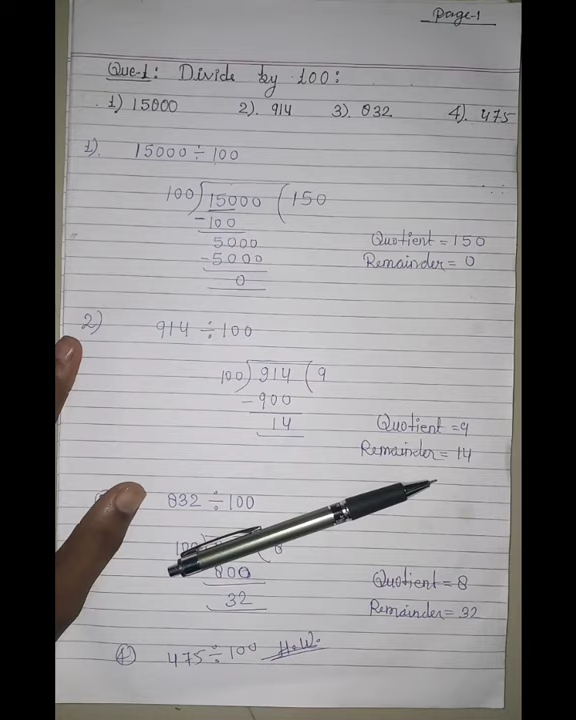 Page-1
Que-1: Divide by 100:
1) 15000 2). 914 3). 832 4). 475
1). 15000 ÷ 100
100)15000(150
-100
5000
-5000
0
Quotient = 150
Remainder = 0
2) 914 ÷ 100
100)914(9
-900
14
Quotient = 9
Remainder = 14
832 ÷ 100
100) (8
800
32
Quotient = 8
Remainder = 32
4) 475 ÷ 100 H.W.